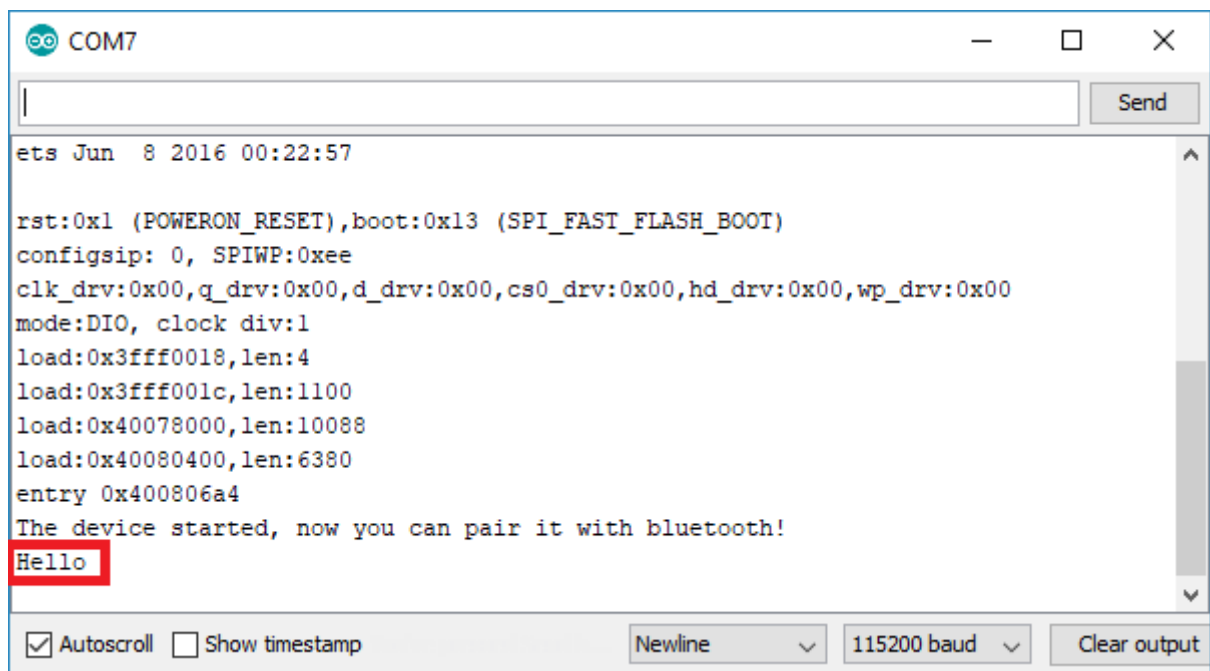 COM7
Send
ets Jun  8 2016 00:22:57
rst:0x1 (POWERON_RESET),boot:0x13 (SPI_FAST_FLASH_BOOT)
configsip: 0, SPIWP:0xee
clk_drv:0x00,q_drv:0x00,d_drv:0x00,cs0_drv:0x00,hd_drv:0x00,wp_drv:0x00
mode:DIO, clock div:1
load:0x3fff0018,len:4
load:0x3fff001c,len:1100
load:0x40078000,len:10088
load:0x40080400,len:6380
entry 0x400806a4
The device started, now you can pair it with bluetooth!
Hello
Autoscroll Show timestamp Newline 115200 baud Clear output